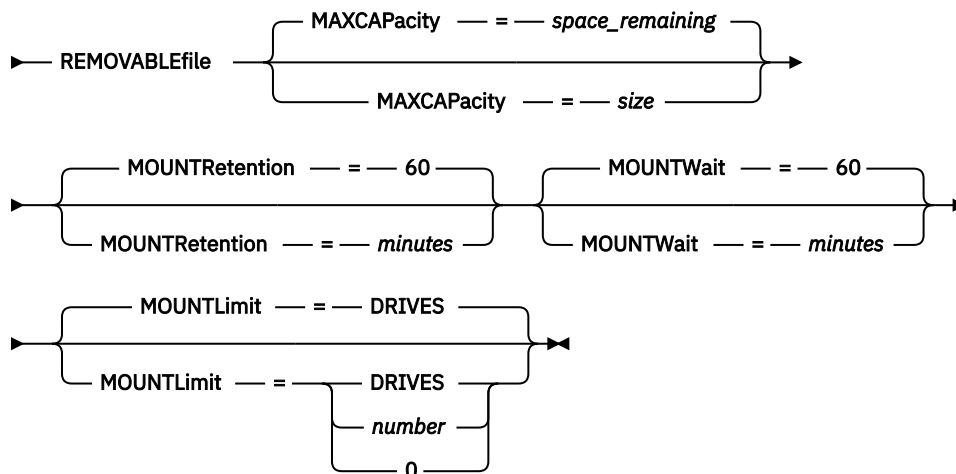 MAXCAPacity = space_remaining
REMOVABLEfile
MAXCAPacity = size
MOUNTRetention = 60 MOUNTWait = 60
MOUNTRetention = minutes MOUNTWait = minutes
MOUNTLimit = DRIVES
MOUNTLimit = DRIVES
number
0